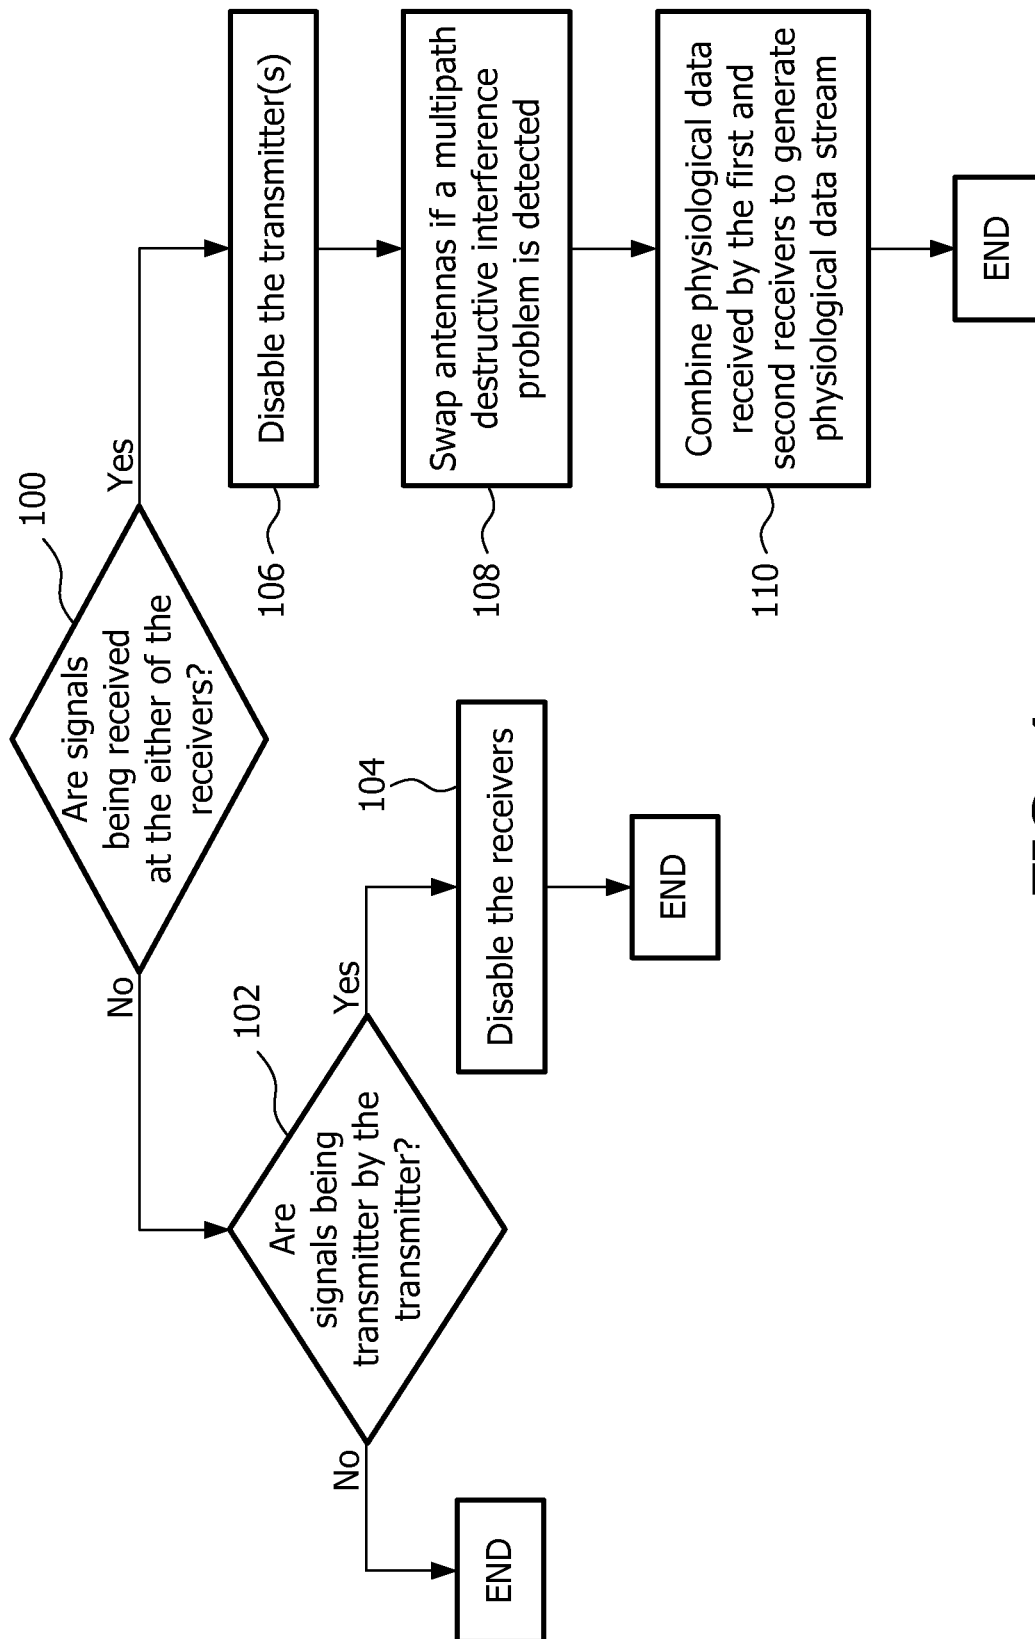 100
Are signals
being received
at the either of the
receivers?
No
Yes
102
Are
signals being
transmitter by the
transmitter?
No
Yes
END
104
Disable the receivers
END
106
Disable the transmitter(s)
108
Swap antennas if a multipath
destructive interference
problem is detected
110
Combine physiological data
received by the first and
second receivers to generate
physiological data stream
END